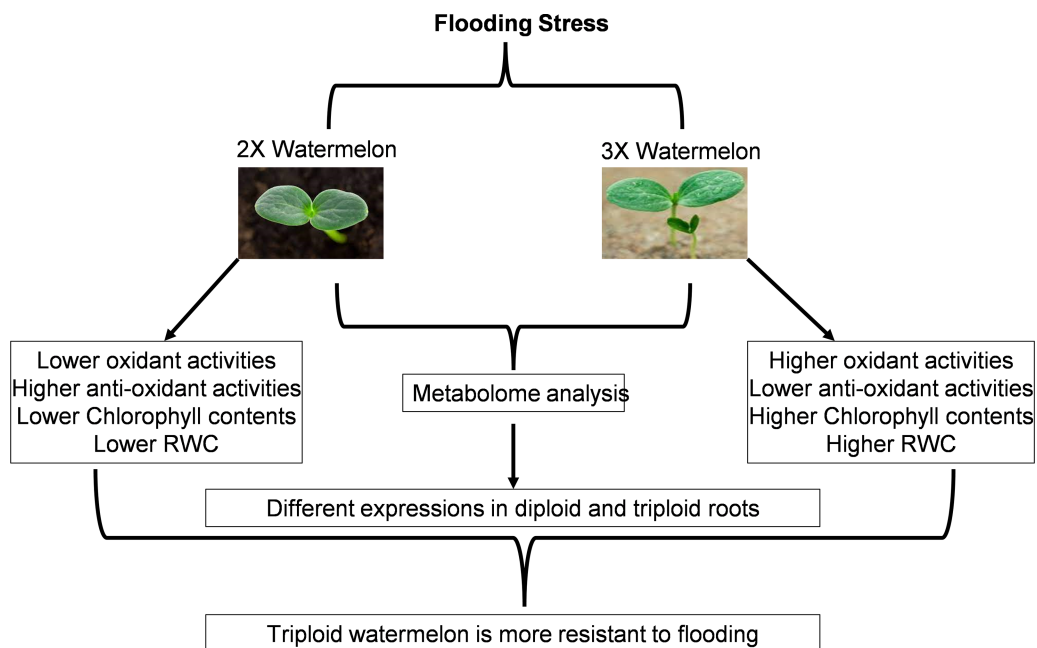 Flooding Stress
2X Watermelon
3X Watermelon
Lower oxidant activities
Higher anti-oxidant activities
Lower Chlorophyll contents
Lower RWC
Metabolome analysis
Higher oxidant activities
Lower anti-oxidant activities
Higher Chlorophyll contents
Higher RWC
Different expressions in diploid and triploid roots
Triploid watermelon is more resistant to flooding